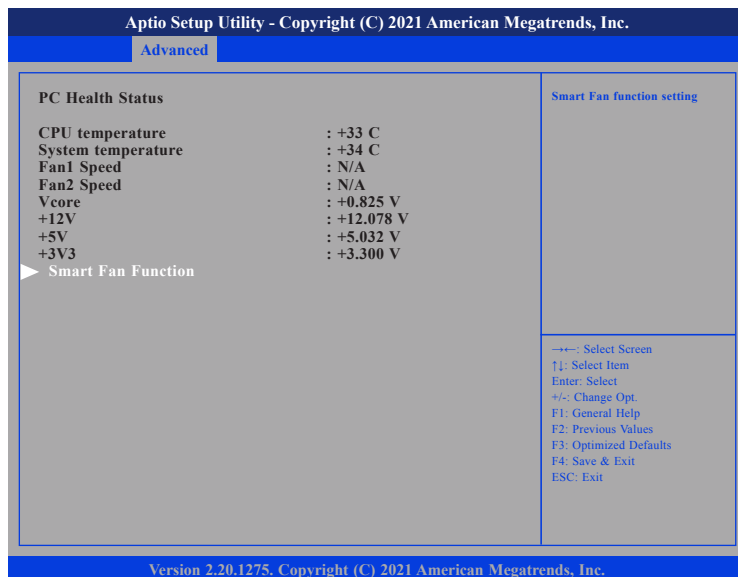 Aptio Setup Utility - Copyright (C) 2021 American Megatrends, Inc.
Advanced
PC Health Status
CPU temperature : +33 C
System temperature : +34 C
Fan1 Speed : N/A
Fan2 Speed : N/A
Vcore : +0.825 V
+12V : +12.078 V
+5V : +5.032 V
+3V3 : +3.300 V
Smart Fan Function
Smart Fan function setting
→←: Select Screen
↑↓: Select Item
Enter: Select
+/-: Change Opt.
F1: General Help
F2: Previous Values
F3: Optimized Defaults
F4: Save & Exit
ESC: Exit
Version 2.20.1275. Copyright (C) 2021 American Megatrends, Inc.